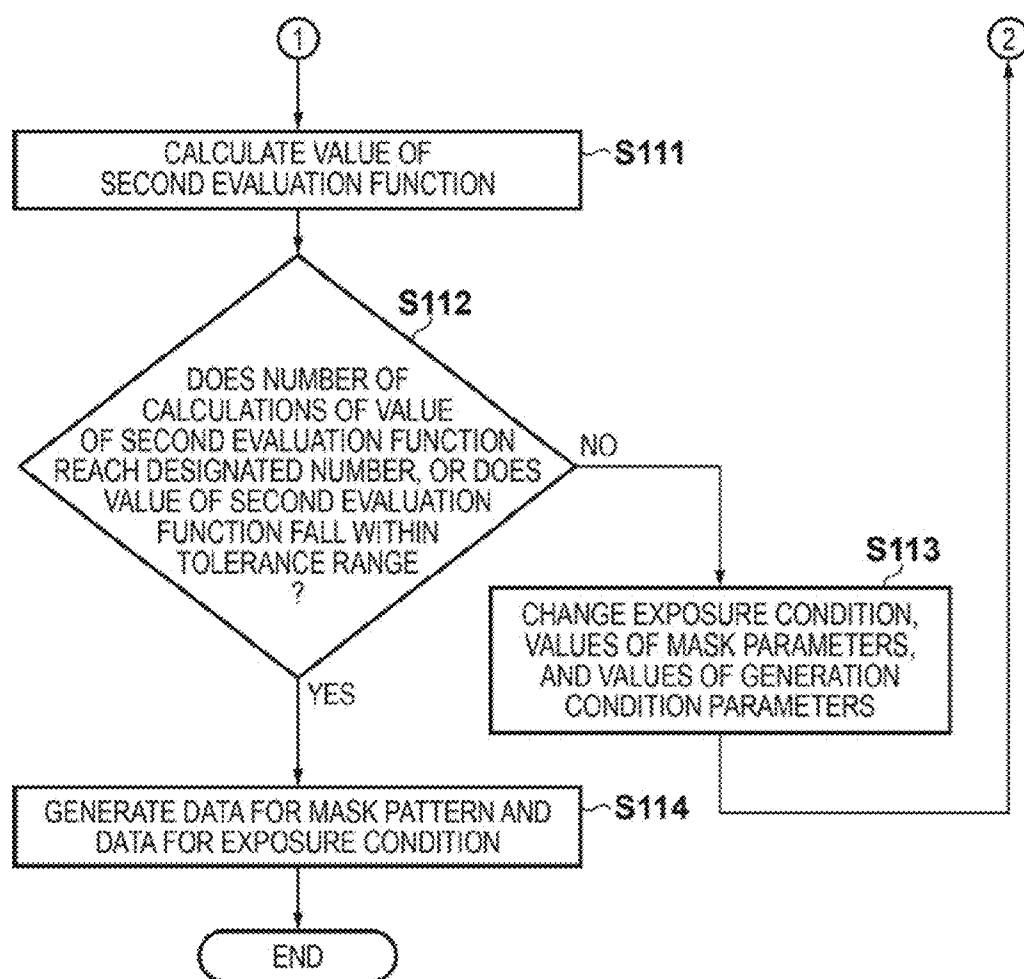 1
2
CALCULATE VALUE OF
SECOND EVALUATION FUNCTION
S111
S112
DOES NUMBER OF
CALCULATIONS OF VALUE
OF SECOND EVALUATION FUNCTION
REACH DESIGNATED NUMBER, OR DOES
VALUE OF SECOND EVALUATION
FUNCTION FALL WITHIN
TOLERANCE RANGE
?
NO
S113
CHANGE EXPOSURE CONDITION,
VALUES OF MASK PARAMETERS,
AND VALUES OF GENERATION
CONDITION PARAMETERS
YES
GENERATE DATA FOR MASK PATTERN AND
DATA FOR EXPOSURE CONDITION
S114
END